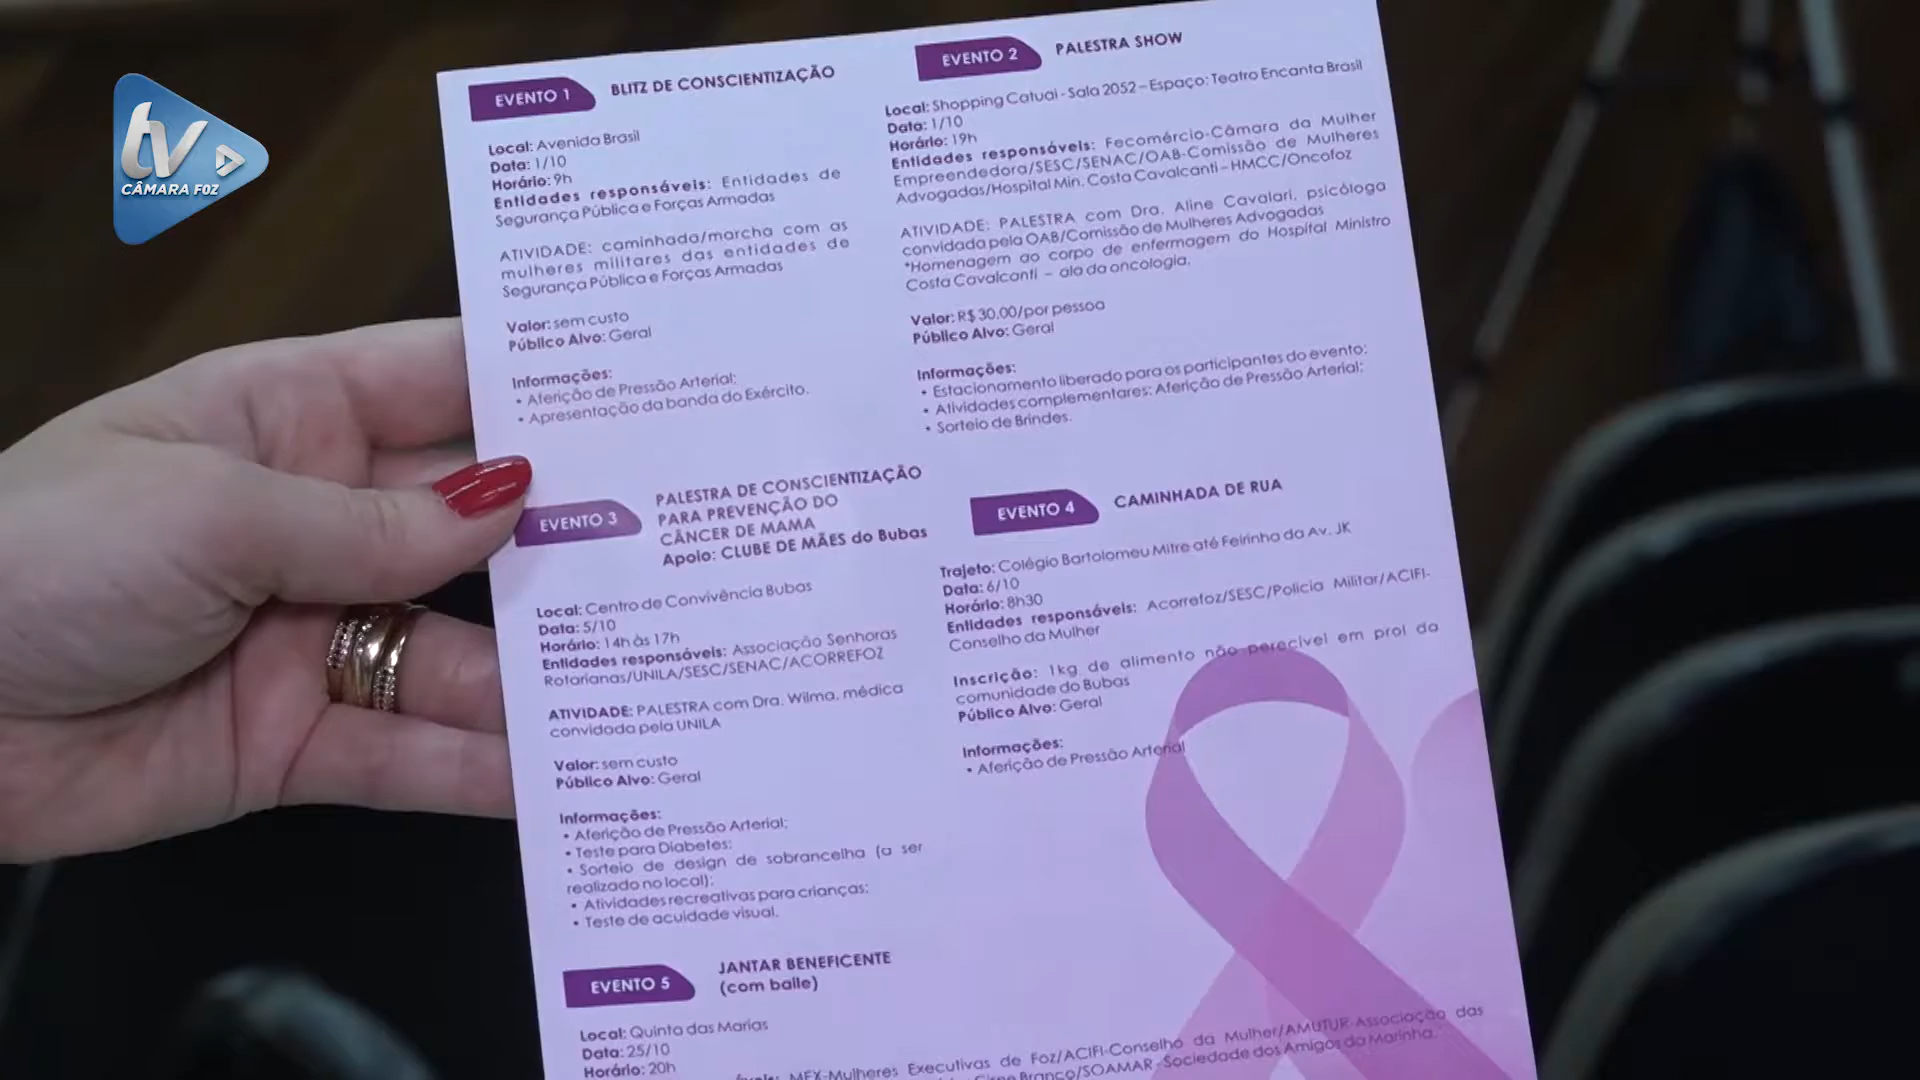 tv
CÂMARA FOZ
EVENTO 1
BLITZ DE CONSCIENTIZAÇÃO
Local: Avenida Brasil
Data: 1/10
Horário: 9h
Entidades responsáveis: Entidades de
Segurança Pública e Forças Armadas
ATIVIDADE: caminhada/marcha com as
mulheres militares das entidades de
Segurança Pública e Forças Armadas
Valor: sem custo
Público Alvo: Geral
Informações:
• Aferição de Pressão Arterial;
• Apresentação da banda do Exército.
EVENTO 2
PALESTRA SHOW
Local: Shopping Catuai - Sala 2052 – Espaço: Teatro Encanta Brasil
Data: 1/10
Horário: 19h
Entidades responsáveis: Fecomércio-Câmara da Mulher
Empreendedora/SESC/SENAC/OAB-Comissão de Mulheres
Advogadas/Hospital Min. Costa Cavalcanti – HMCC/Oncofoz
ATIVIDADE: PALESTRA com Dra. Aline Cavalari, psicóloga
convidada pela OAB/Comissão de Mulheres Advogadas
*Homenagem ao corpo de enfermagem do Hospital Ministro
Costa Cavalcanti – ala da oncologia.
Valor: R$ 30,00/por pessoa
Público Alvo: Geral
Informações:
• Estacionamento liberado para os participantes do evento;
• Atividades complementares: Aferição de Pressão Arterial;
• Sorteio de Brindes.
EVENTO 3
PALESTRA DE CONSCIENTIZAÇÃO
PARA PREVENÇÃO DO
CÂNCER DE MAMA
Apoio: CLUBE DE MÃES do Bubas
Local: Centro de Convivência Bubas
Data: 5/10
Horário: 14h às 17h
Entidades responsáveis: Associação Senhoras
Rotarianas/UNILA/SESC/SENAC/ACORREFOZ
ATIVIDADE: PALESTRA com Dra. Wilma, médica
convidada pela UNILA
Valor: sem custo
Público Alvo: Geral
Informações:
• Aferição de Pressão Arterial;
• Teste para Diabetes;
• Sorteio de design de sobrancelha (a ser
realizado no local);
• Atividades recreativas para crianças;
• Teste de acuidade visual.
EVENTO 4
CAMINHADA DE RUA
Trajeto: Colégio Bartolomeu Mitre até Feirinha da Av. JK
Data: 6/10
Horário: 8h30
Entidades responsáveis: Acorrefoz/SESC/Policia Militar/ACIFI-
Conselho da Mulher
Inscrição: 1kg de alimento não perecível em prol da
comunidade do Bubas
Público Alvo: Geral
Informações:
• Aferição de Pressão Arterial
EVENTO 5
JANTAR BENEFICENTE
(com baile)
Local: Quinta das Marias
Data: 25/10
Horário: 20h
MEX-Mulheres Executivas de Foz/ACIFI-Conselho da Mulher/AMUTUR-Associação das
Branco/SOAMAR - Sociedade dos Amigos da Marinha.